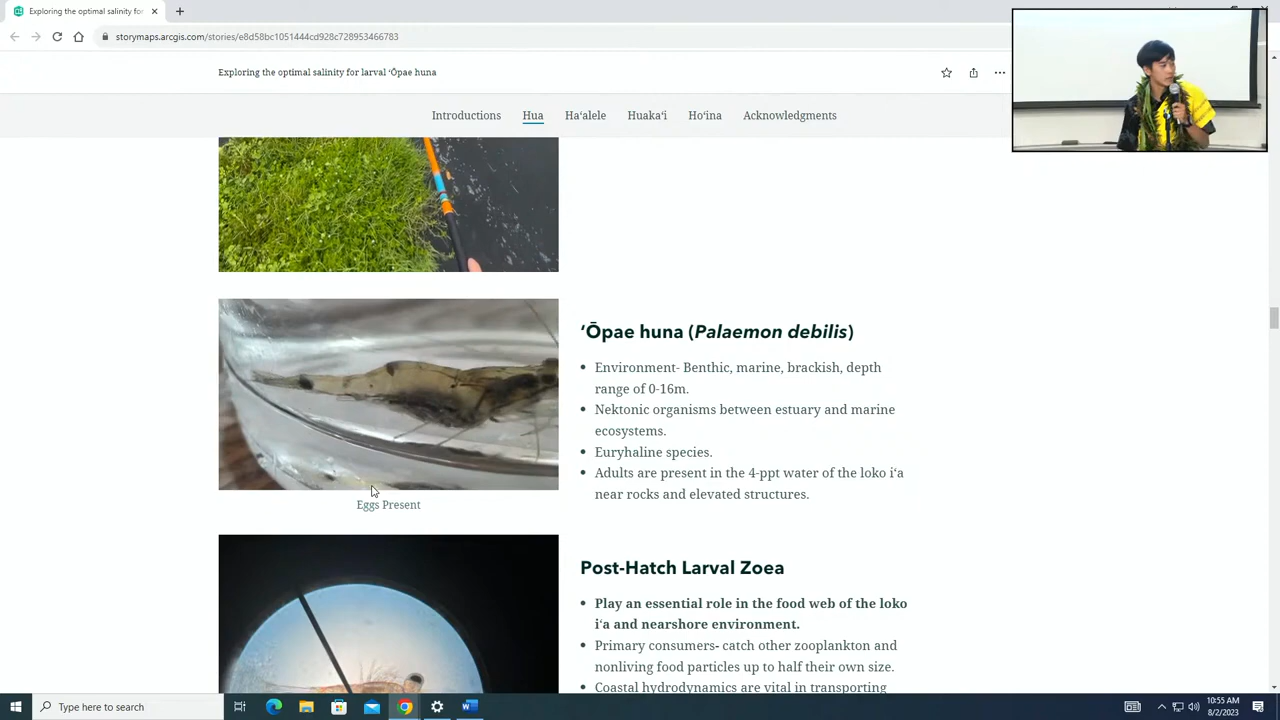 Exploring the optimal salinity for
storymaps.arcgis.com/stories/e8d58bc1051444cd928c728953466783
Exploring the optimal salinity for larval ʻŌpae huna
Introductions
Hua
Haʻalele
Huakaʻi
Hoʻina
Acknowledgments
ʻŌpae huna (Palaemon debilis)
Environment- Benthic, marine, brackish, depth
range of 0-16m.
Nektonic organisms between estuary and marine
ecosystems.
Euryhaline species.
Adults are present in the 4-ppt water of the loko iʻa
near rocks and elevated structures.
Eggs Present
Post-Hatch Larval Zoea
Play an essential role in the food web of the loko
iʻa and nearshore environment.
Primary consumers- catch other zooplankton and
nonliving food particles up to half their own size.
Coastal hydrodynamics are vital in transporting
Type here to search
10:55 AM
8/2/2023